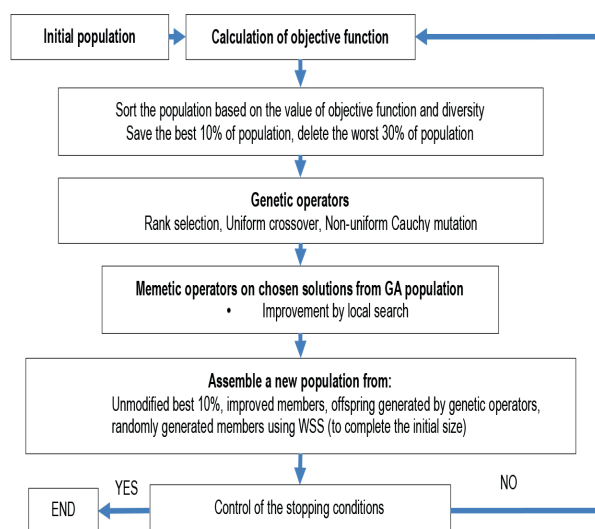 Initial population
Calculation of objective function
Sort the population based on the value of objective function and diversity
Save the best 10% of population, delete the worst 30% of population
Genetic operators
Rank selection, Uniform crossover, Non-uniform Cauchy mutation
Memetic operators on chosen solutions from GA population
• Improvement by local search
Assemble a new population from:
Unmodified best 10%, improved members, offspring generated by genetic operators,
randomly generated members using WSS (to complete the initial size)
YES
NO
END
Control of the stopping conditions